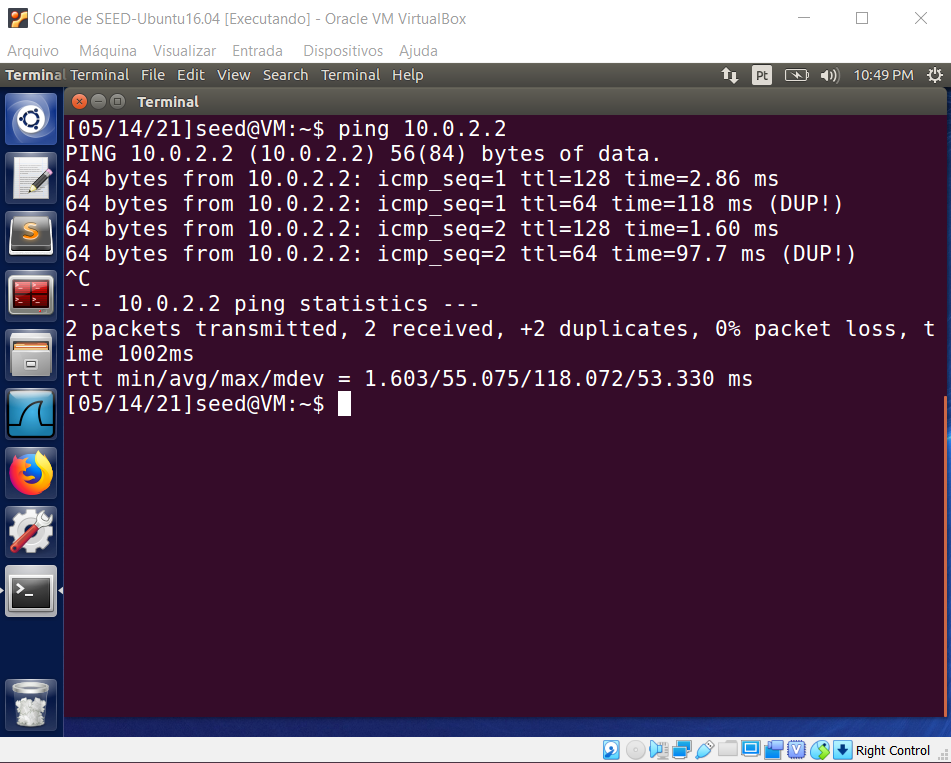 Clone de SEED-Ubuntu16.04 [Executando] - Oracle VM VirtualBox
Arquivo Máquina Visualizar Entrada Dispositivos Ajuda
Terminal Terminal File Edit View Search Terminal Help Pt 10:49 PM
Terminal
[05/14/21]seed@VM:~$ ping 10.0.2.2
PING 10.0.2.2 (10.0.2.2) 56(84) bytes of data.
64 bytes from 10.0.2.2: icmp_seq=1 ttl=128 time=2.86 ms
64 bytes from 10.0.2.2: icmp_seq=1 ttl=64 time=118 ms (DUP!)
64 bytes from 10.0.2.2: icmp_seq=2 ttl=128 time=1.60 ms
64 bytes from 10.0.2.2: icmp_seq=2 ttl=64 time=97.7 ms (DUP!)
^C
--- 10.0.2.2 ping statistics ---
2 packets transmitted, 2 received, +2 duplicates, 0% packet loss, t
ime 1002ms
rtt min/avg/max/mdev = 1.603/55.075/118.072/53.330 ms
[05/14/21]seed@VM:~$
Right Control